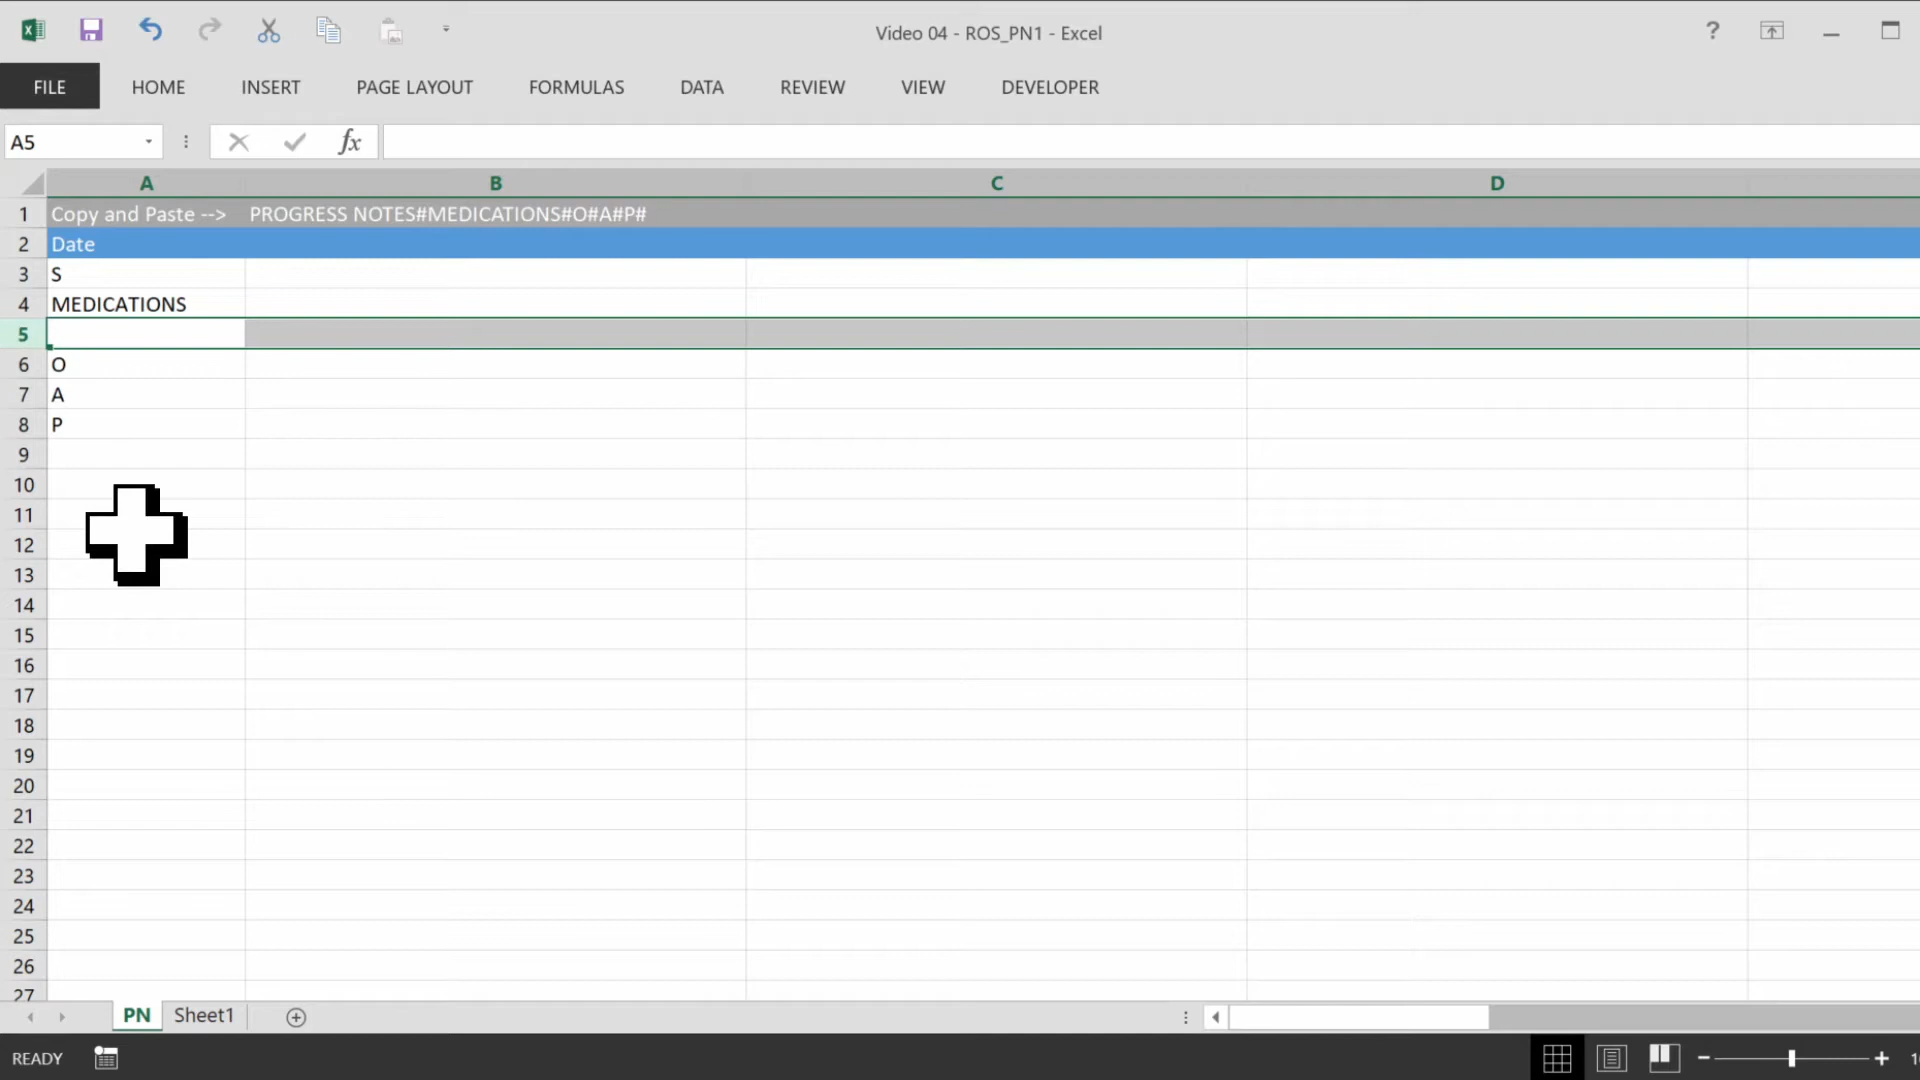 Video 04 - ROS_PN1 - Excel
?
FILE HOME INSERT PAGE LAYOUT FORMULAS DATA REVIEW VIEW DEVELOPER
A5 fx
A B C D
1 Copy and Paste --> PROGRESS NOTES#MEDICATIONS#O#A#P#
2 Date
3 S
4 MEDICATIONS
5
6 O
7 A
8 P
9
10
11
12
13
14
15
16
17
18
19
20
21
22
23
24
25
26
27
PN Sheet1
READY